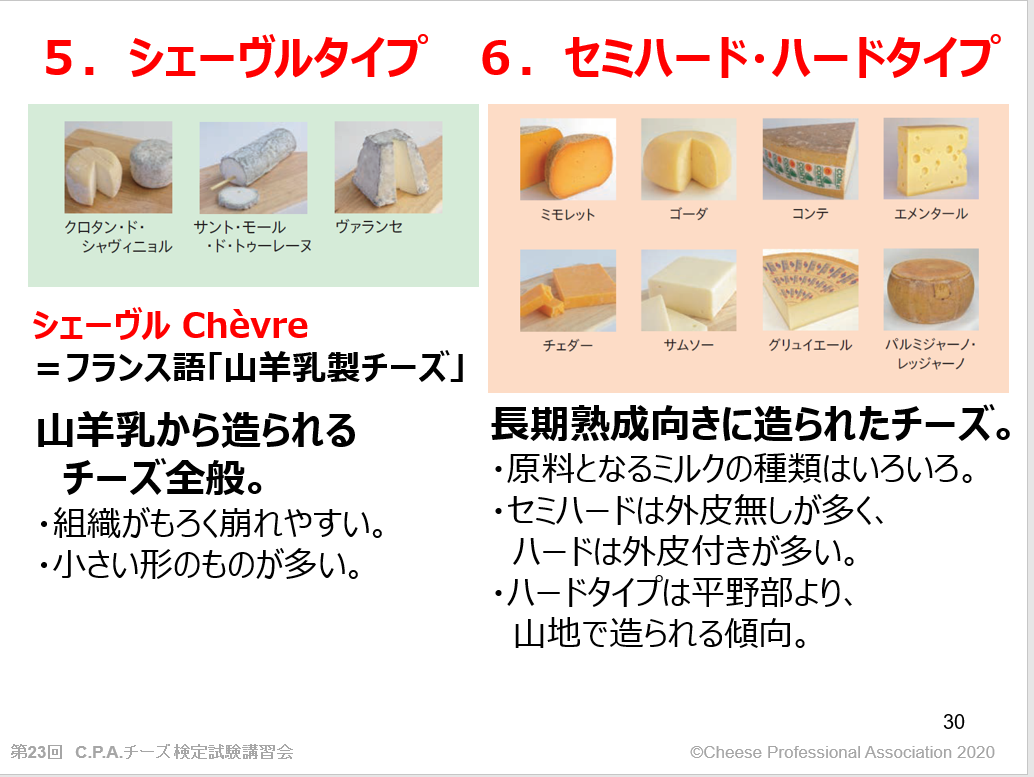 ５．シェーヴルタイプ
クロタン・ド・
シャヴィニョル
サント・モール
・ド・トゥーレーヌ
ヴァランセ
シェーヴル Chèvre
＝フランス語「山羊乳製チーズ」
山羊乳から造られる
チーズ全般。
・組織がもろく崩れやすい。
・小さい形のものが多い。
６．セミハード・ハードタイプ
ミモレット
ゴーダ
コンテ
エメンタール
チェダー
サムソー
グリュイエール
パルミジャーノ・
レッジャーノ
長期熟成向きに造られたチーズ。
・原料となるミルクの種類はいろいろ。
・セミハードは外皮無しが多く、
ハードは外皮付きが多い。
・ハードタイプは平野部より、
山地で造られる傾向。
30
第23回 C.P.A.チーズ検定試験講習会
©Cheese Professional Association 2020